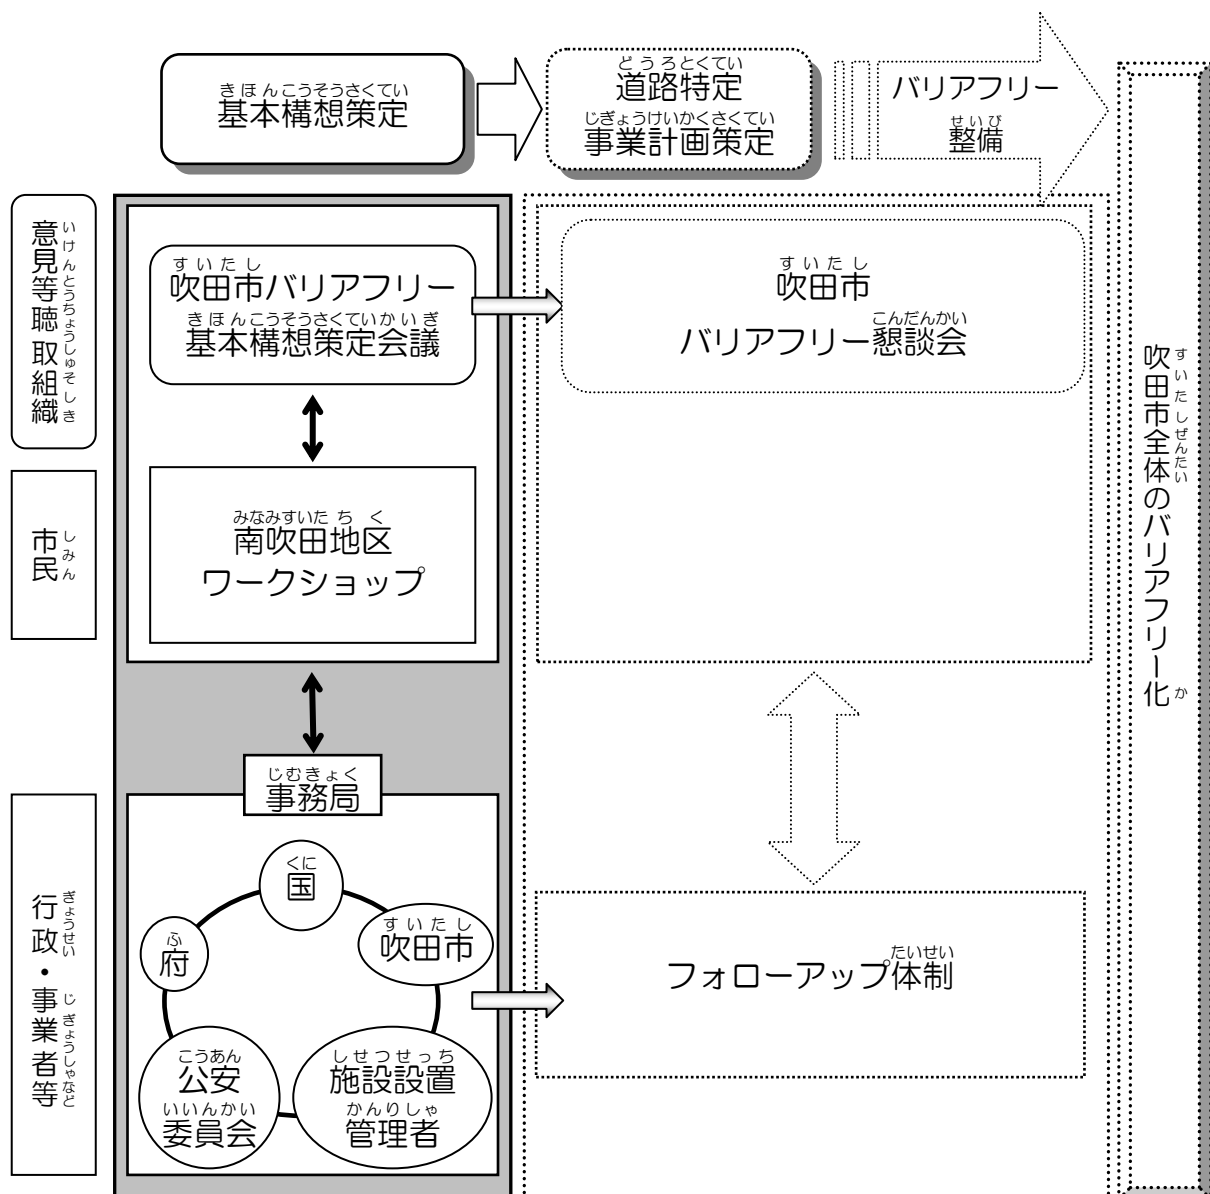 きほんこうそうさくてい
基本構想策定
どうろとくてい
道路特定
じぎょうけいかくさくてい
事業計画策定
バリアフリー
せいび
整備
いけんとうちょうしゅそしき
意見等聴取組織
すいたし
吹田市バリアフリー
きほんこうそうさくていかいぎ
基本構想策定会議
すいたし
吹田市
こんだんかい
バリアフリー懇談会
しみん
市民
みなみすいたちく
南吹田地区
ワークショップ
じむきょく
事務局
ぎょうせい じぎょうしゃなど
行政・事業者等
くに
国
ふ
府
すいたし
吹田市
こうあん
公安
いいんかい
委員会
しせつせっち
施設設置
かんりしゃ
管理者
たいせい
フォローアップ体制
すいたしぜんたい か
吹田市全体のバリアフリー化